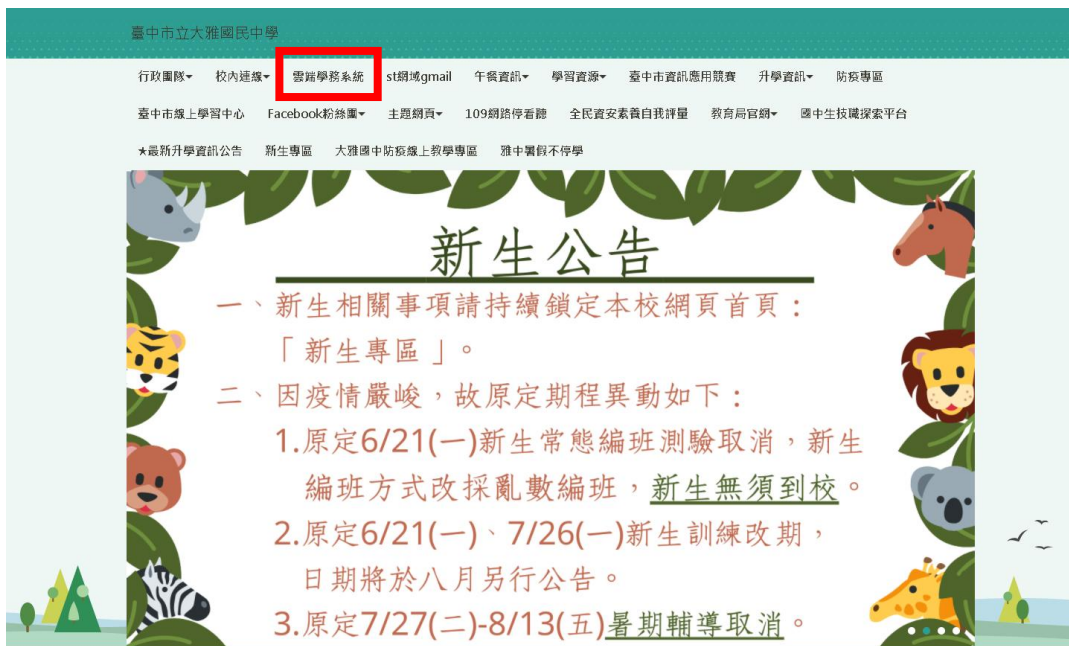 臺中市立大雅國民中學
行政團隊▾ 校內連線▾ 雲端學務系統 st網域gmail 午餐資訊▾ 學習資源▾ 臺中市資訊應用競賽 升學資訊▾ 防疫專區
臺中市線上學習中心 Facebook粉絲團▾ 主題網頁▾ 109網路停看聽 全民資安素養自我評量 教育局官網▾ 國中生技職探索平台
★最新升學資訊公告 新生專區 大雅國中防疫線上教學專區 雅中暑假不停學
新生公告
一、新生相關事項請持續鎖定本校網頁首頁：
「新生專區」。
二、因疫情嚴峻，故原定期程異動如下：
1.原定6/21(一)新生常態編班測驗取消，新生
編班方式改採亂數編班，新生無須到校。
2.原定6/21(一)、7/26(一)新生訓練改期，
日期將於八月另行公告。
3.原定7/27(二)-8/13(五)暑期輔導取消。